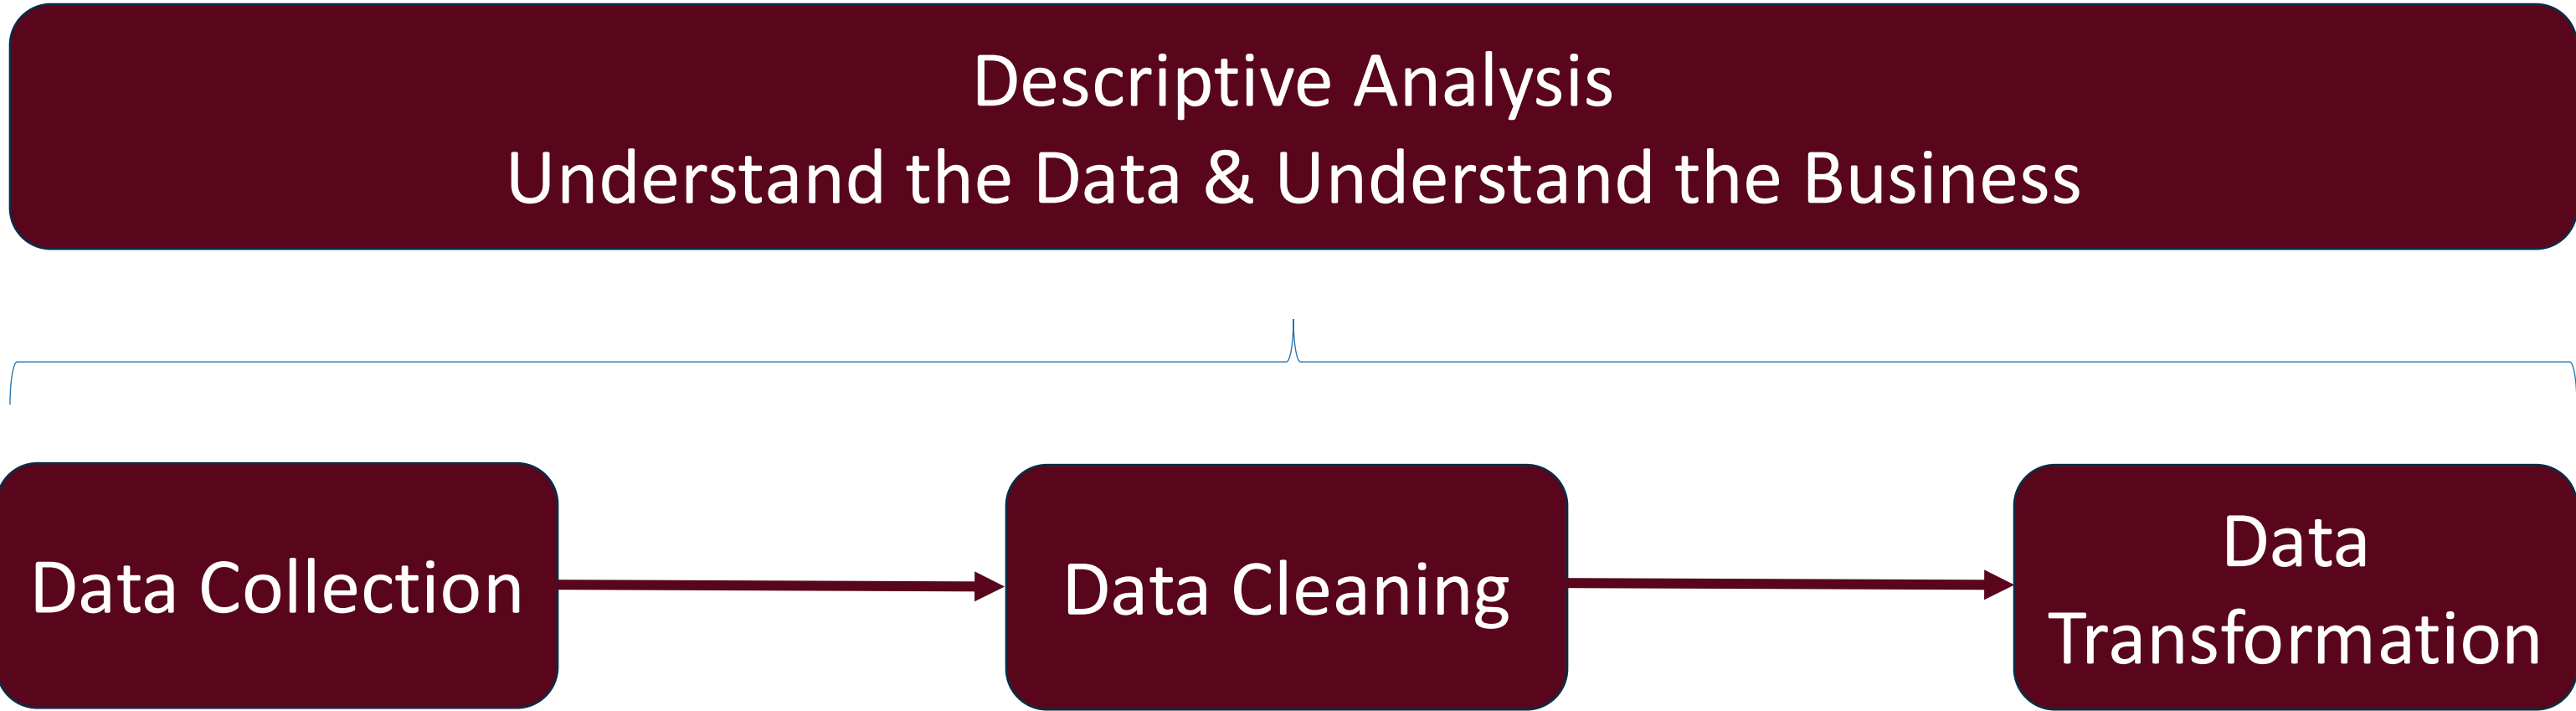 Descriptive Analysis
Understand the Data & Understand the Business
Data Collection
Data Cleaning
Data
Transformation